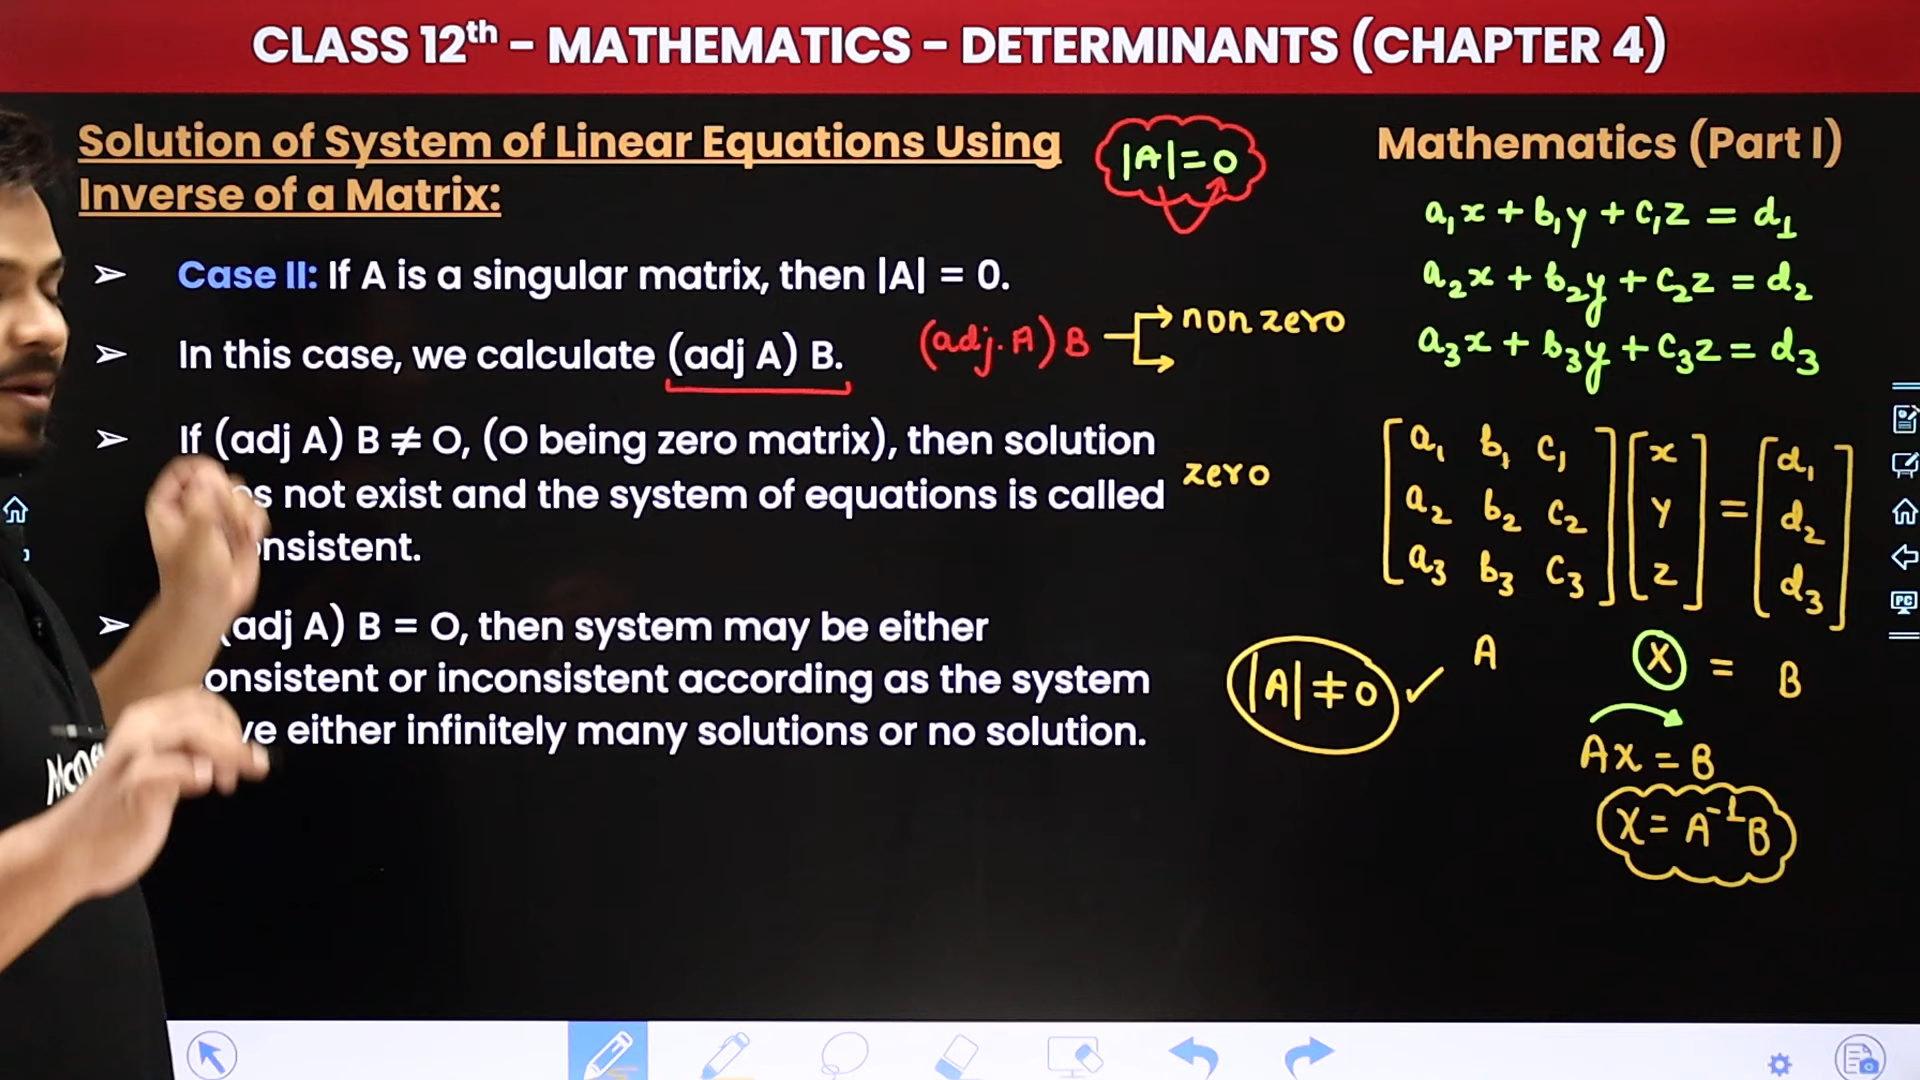 CLASS 12th - MATHEMATICS - DETERMINANTS (CHAPTER 4)
Solution of System of Linear Equations Using
Inverse of a Matrix:
|A| = 0
➢ Case II: If A is a singular matrix, then |A| = 0.
➢ In this case, we calculate (adj A) B.
(adj. A) B
non zero
➢ If (adj A) B ≠ O, (O being zero matrix), then solution
not exist and the system of equations is called
zero
➢ (adj A) B = O, then system may be either
or inconsistent according as the system
either infinitely many solutions or no solution.
Mathematics (Part I)
a₁x + b₁y + c₁z = d₁
a₂x + b₂y + c₂z = d₂
a₃x + b₃y + c₃z = d₃
a₁ b₁ c₁ x d₁
a₂ b₂ c₂ y = d₂
a₃ b₃ c₃ z d₃
|A| ≠ 0 ✓ A X = B
AX = B
X = A⁻¹B
PC